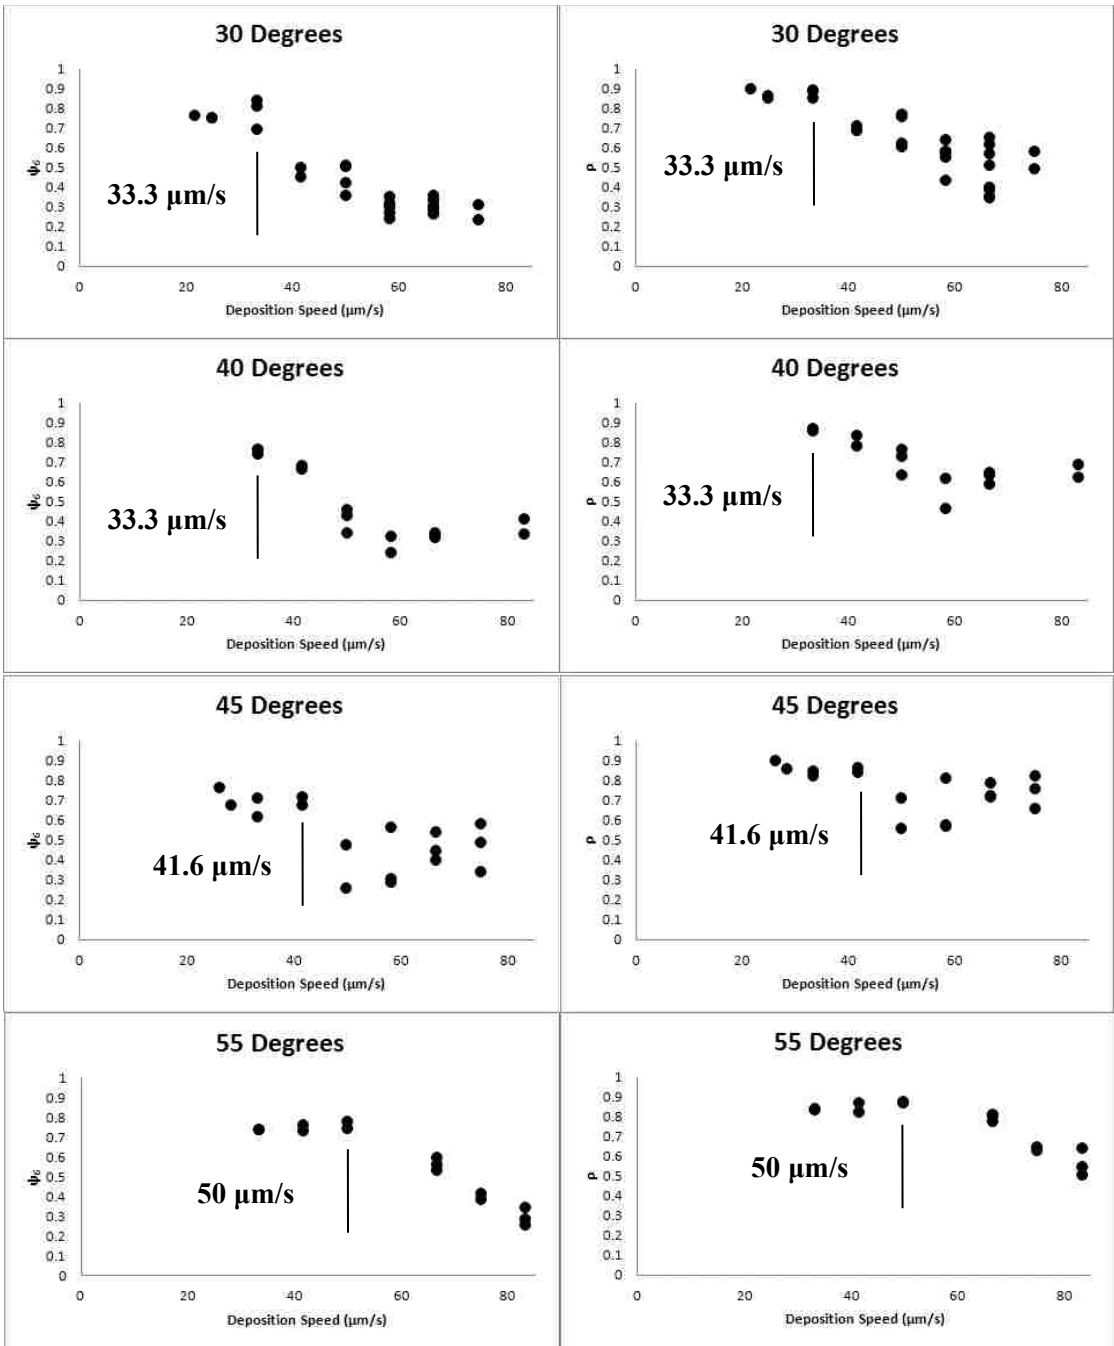 30 Degrees
1
0.9
0.8
0.7
0.6
0.5
0.4
0.3
0.2
0.1
0
ψ₆
33.3 μm/s
0 20 40 60 80
Deposition Speed (μm/s)
30 Degrees
1
0.9
0.8
0.7
0.6
0.5
0.4
0.3
0.2
0.1
0
ρ
33.3 μm/s
0 20 40 60 80
Deposition Speed (μm/s)
40 Degrees
1
0.9
0.8
0.7
0.6
0.5
0.4
0.3
0.2
0.1
0
ψ₆
33.3 μm/s
0 20 40 60 80
Deposition Speed (μm/s)
40 Degrees
1
0.9
0.8
0.7
0.6
0.5
0.4
0.3
0.2
0.1
0
ρ
33.3 μm/s
0 20 40 60 80
Deposition Speed (μm/s)
45 Degrees
1
0.9
0.8
0.7
0.6
0.5
0.4
0.3
0.2
0.1
0
ψ₆
41.6 μm/s
0 20 40 60 80
Deposition Speed (μm/s)
45 Degrees
1
0.9
0.8
0.7
0.6
0.5
0.4
0.3
0.2
0.1
0
ρ
41.6 μm/s
0 20 40 60 80
Deposition Speed (μm/s)
55 Degrees
1
0.9
0.8
0.7
0.6
0.5
0.4
0.3
0.2
0.1
0
ψ₆
50 μm/s
0 20 40 60 80
Deposition Speed (μm/s)
55 Degrees
1
0.9
0.8
0.7
0.6
0.5
0.4
0.3
0.2
0.1
0
ρ
50 μm/s
0 20 40 60 80
Deposition Speed (μm/s)